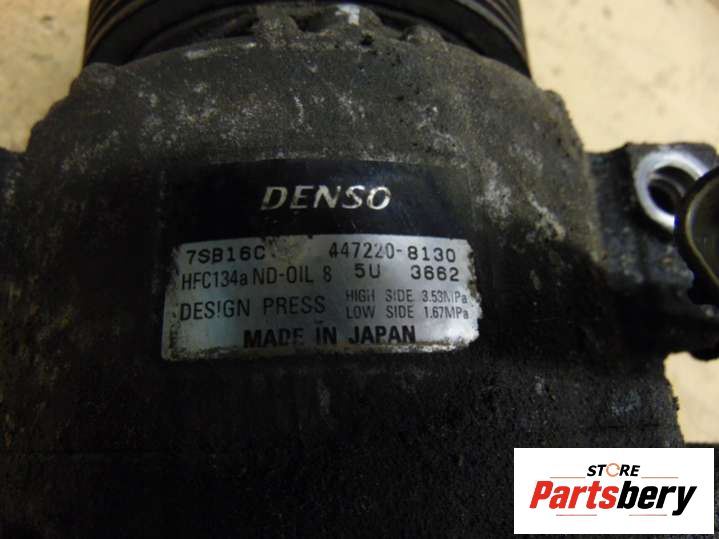 DENSO
7SB16C 447220-8130
HFC134a ND-OIL 8 5U 3662
DESIGN PRESS HIGH SIDE 3.53MPa
LOW SIDE 1.67MPa
MADE IN JAPAN
STORE
Partsbery